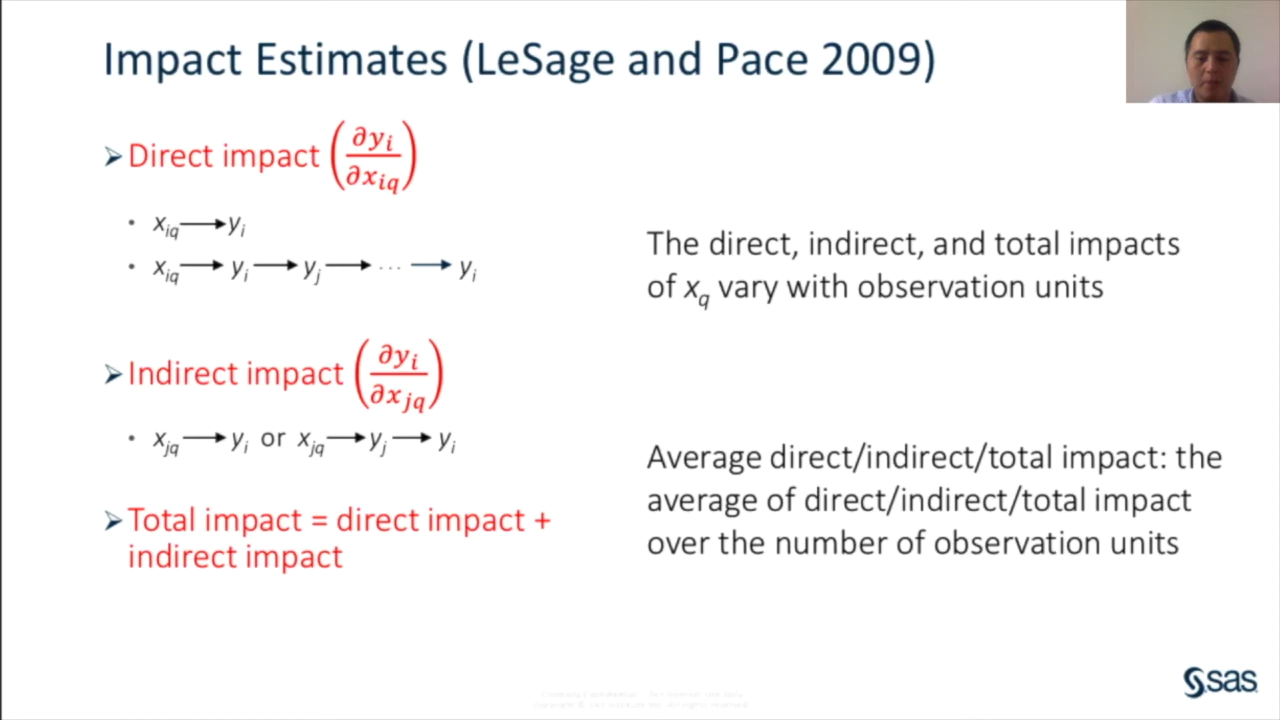 Impact Estimates (LeSage and Pace 2009)
➢ Direct impact (∂yᵢ/∂x_iq)
• x_iq ⟶ y_i
• x_iq ⟶ y_i ⟶ y_j ⟶ ··· ⟶ y_i
➢ Indirect impact (∂yᵢ/∂x_jq)
• x_jq ⟶ y_i or x_jq ⟶ y_j ⟶ y_i
➢ Total impact = direct impact +
indirect impact
The direct, indirect, and total impacts
of x_q vary with observation units
Average direct/indirect/total impact: the
average of direct/indirect/total impact
over the number of observation units
sas